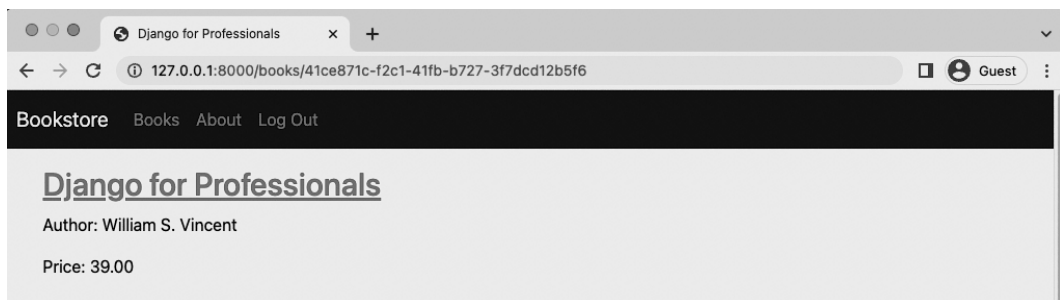 Django for Professionals
127.0.0.1:8000/books/41ce871c-f2c1-41fb-b727-3f7dcd12b5f6 Guest
Bookstore Books About Log Out
Django for Professionals
Author: William S. Vincent
Price: 39.00